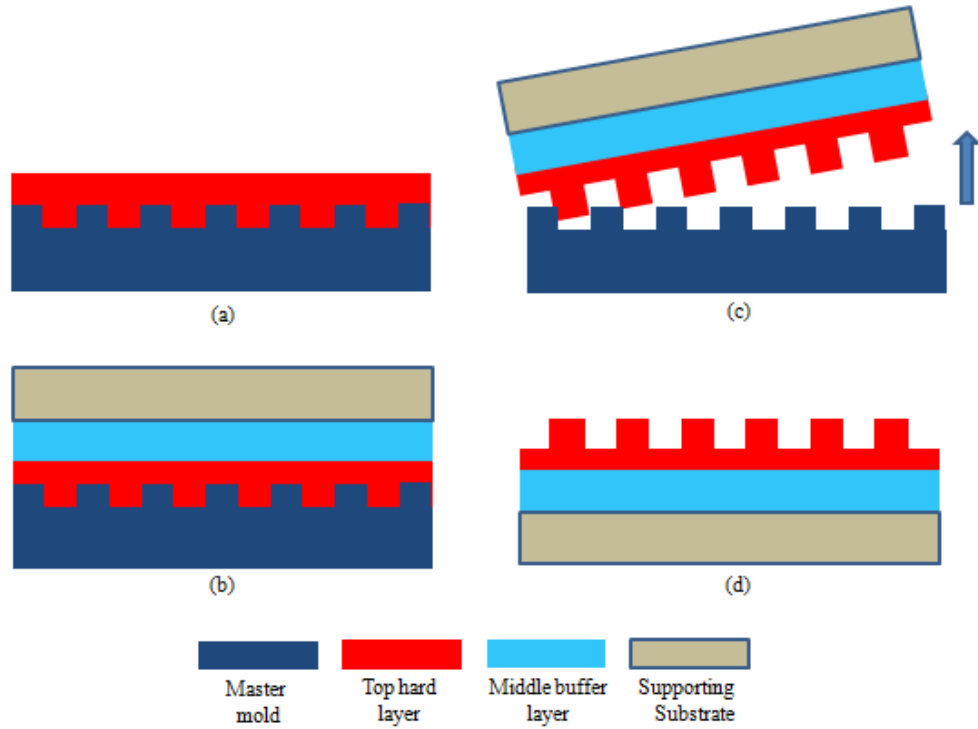 (a)
(c)
(b)
(d)
Master
mold
Top hard
layer
Middle buffer
layer
Supporting
Substrate